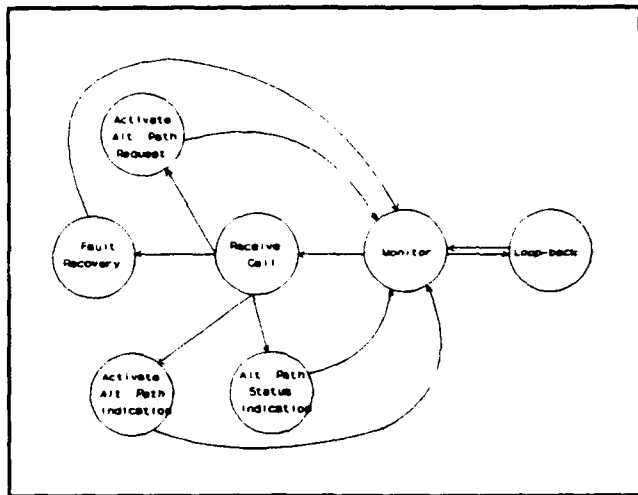 Activate
Alt Path
Request
Fault
Recovery
Receive
Call
Monitor
Loop-back
Activate
Alt Path
Indication
Alt Path
Status
Indication